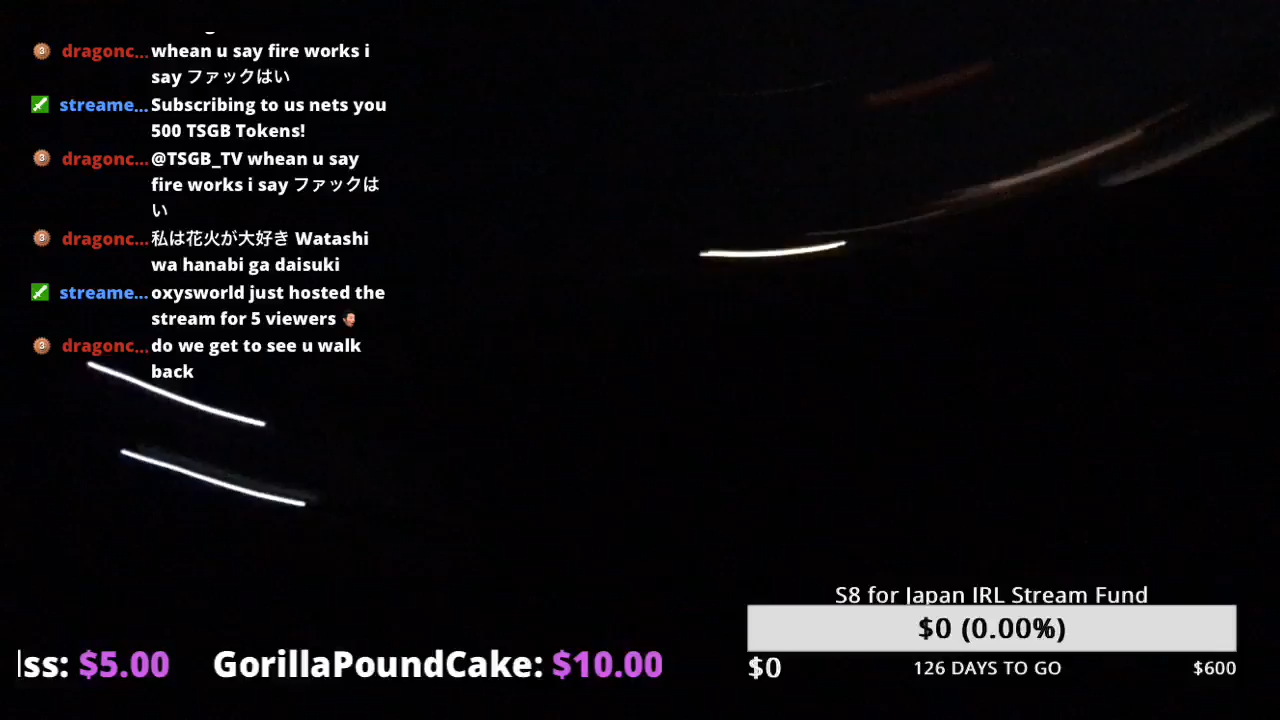 dragonc... whean u say fire works i
say ファックはい
streame... Subscribing to us nets you
500 TSGB Tokens!
dragonc... @TSGB_TV whean u say
fire works i say ファックは
い
dragonc... 私は花火が大好き Watashi
wa hanabi ga daisuki
streame... oxysworld just hosted the
stream for 5 viewers
dragonc... do we get to see u walk
back
S8 for Japan IRL Stream Fund
$0 (0.00%)
$0 126 DAYS TO GO $600
ss: $5.00 GorillaPoundCake: $10.00